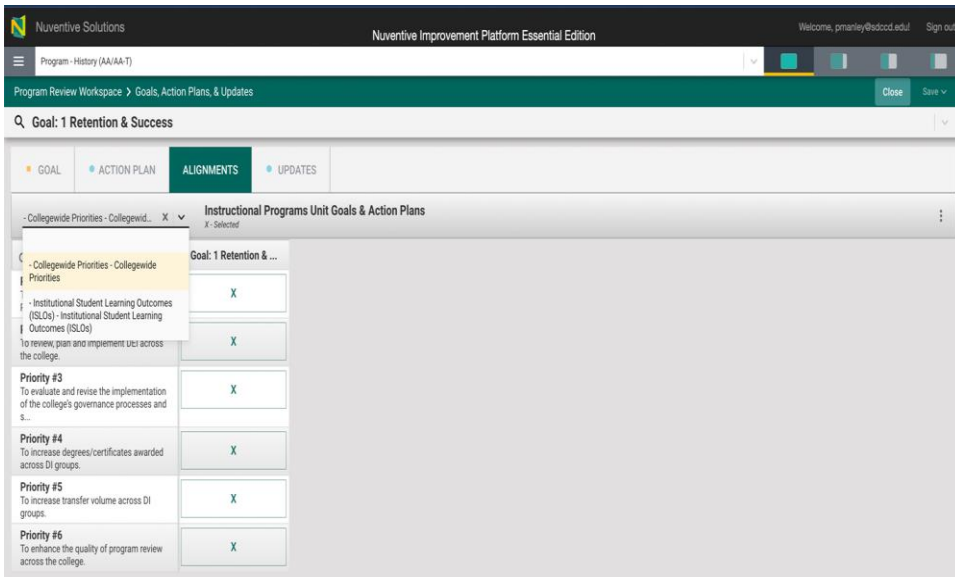 Nuventive Solutions
Nuventive Improvement Platform Essential Edition
Welcome, pmanley@sdccd.edu!
Sign out
Program - History (AA/AA-T)
Program Review Workspace > Goals, Action Plans, & Updates
Close
Save
Goal: 1 Retention & Success
GOAL
ACTION PLAN
ALIGNMENTS
UPDATES
- Collegewide Priorities - Collegewid... X
Instructional Programs Unit Goals & Action Plans
X - Selected
- Collegewide Priorities - Collegewide
Priorities
- Institutional Student Learning Outcomes
(ISLOs) - Institutional Student Learning
Outcomes (ISLOs)
Goal: 1 Retention & ...
X
To review, plan and implement DEI across
the college.
X
Priority #3
To evaluate and revise the implementation
of the college's governance processes and
s...
X
Priority #4
To increase degrees/certificates awarded
across DI groups.
X
Priority #5
To increase transfer volume across DI
groups.
X
Priority #6
To enhance the quality of program review
across the college.
X